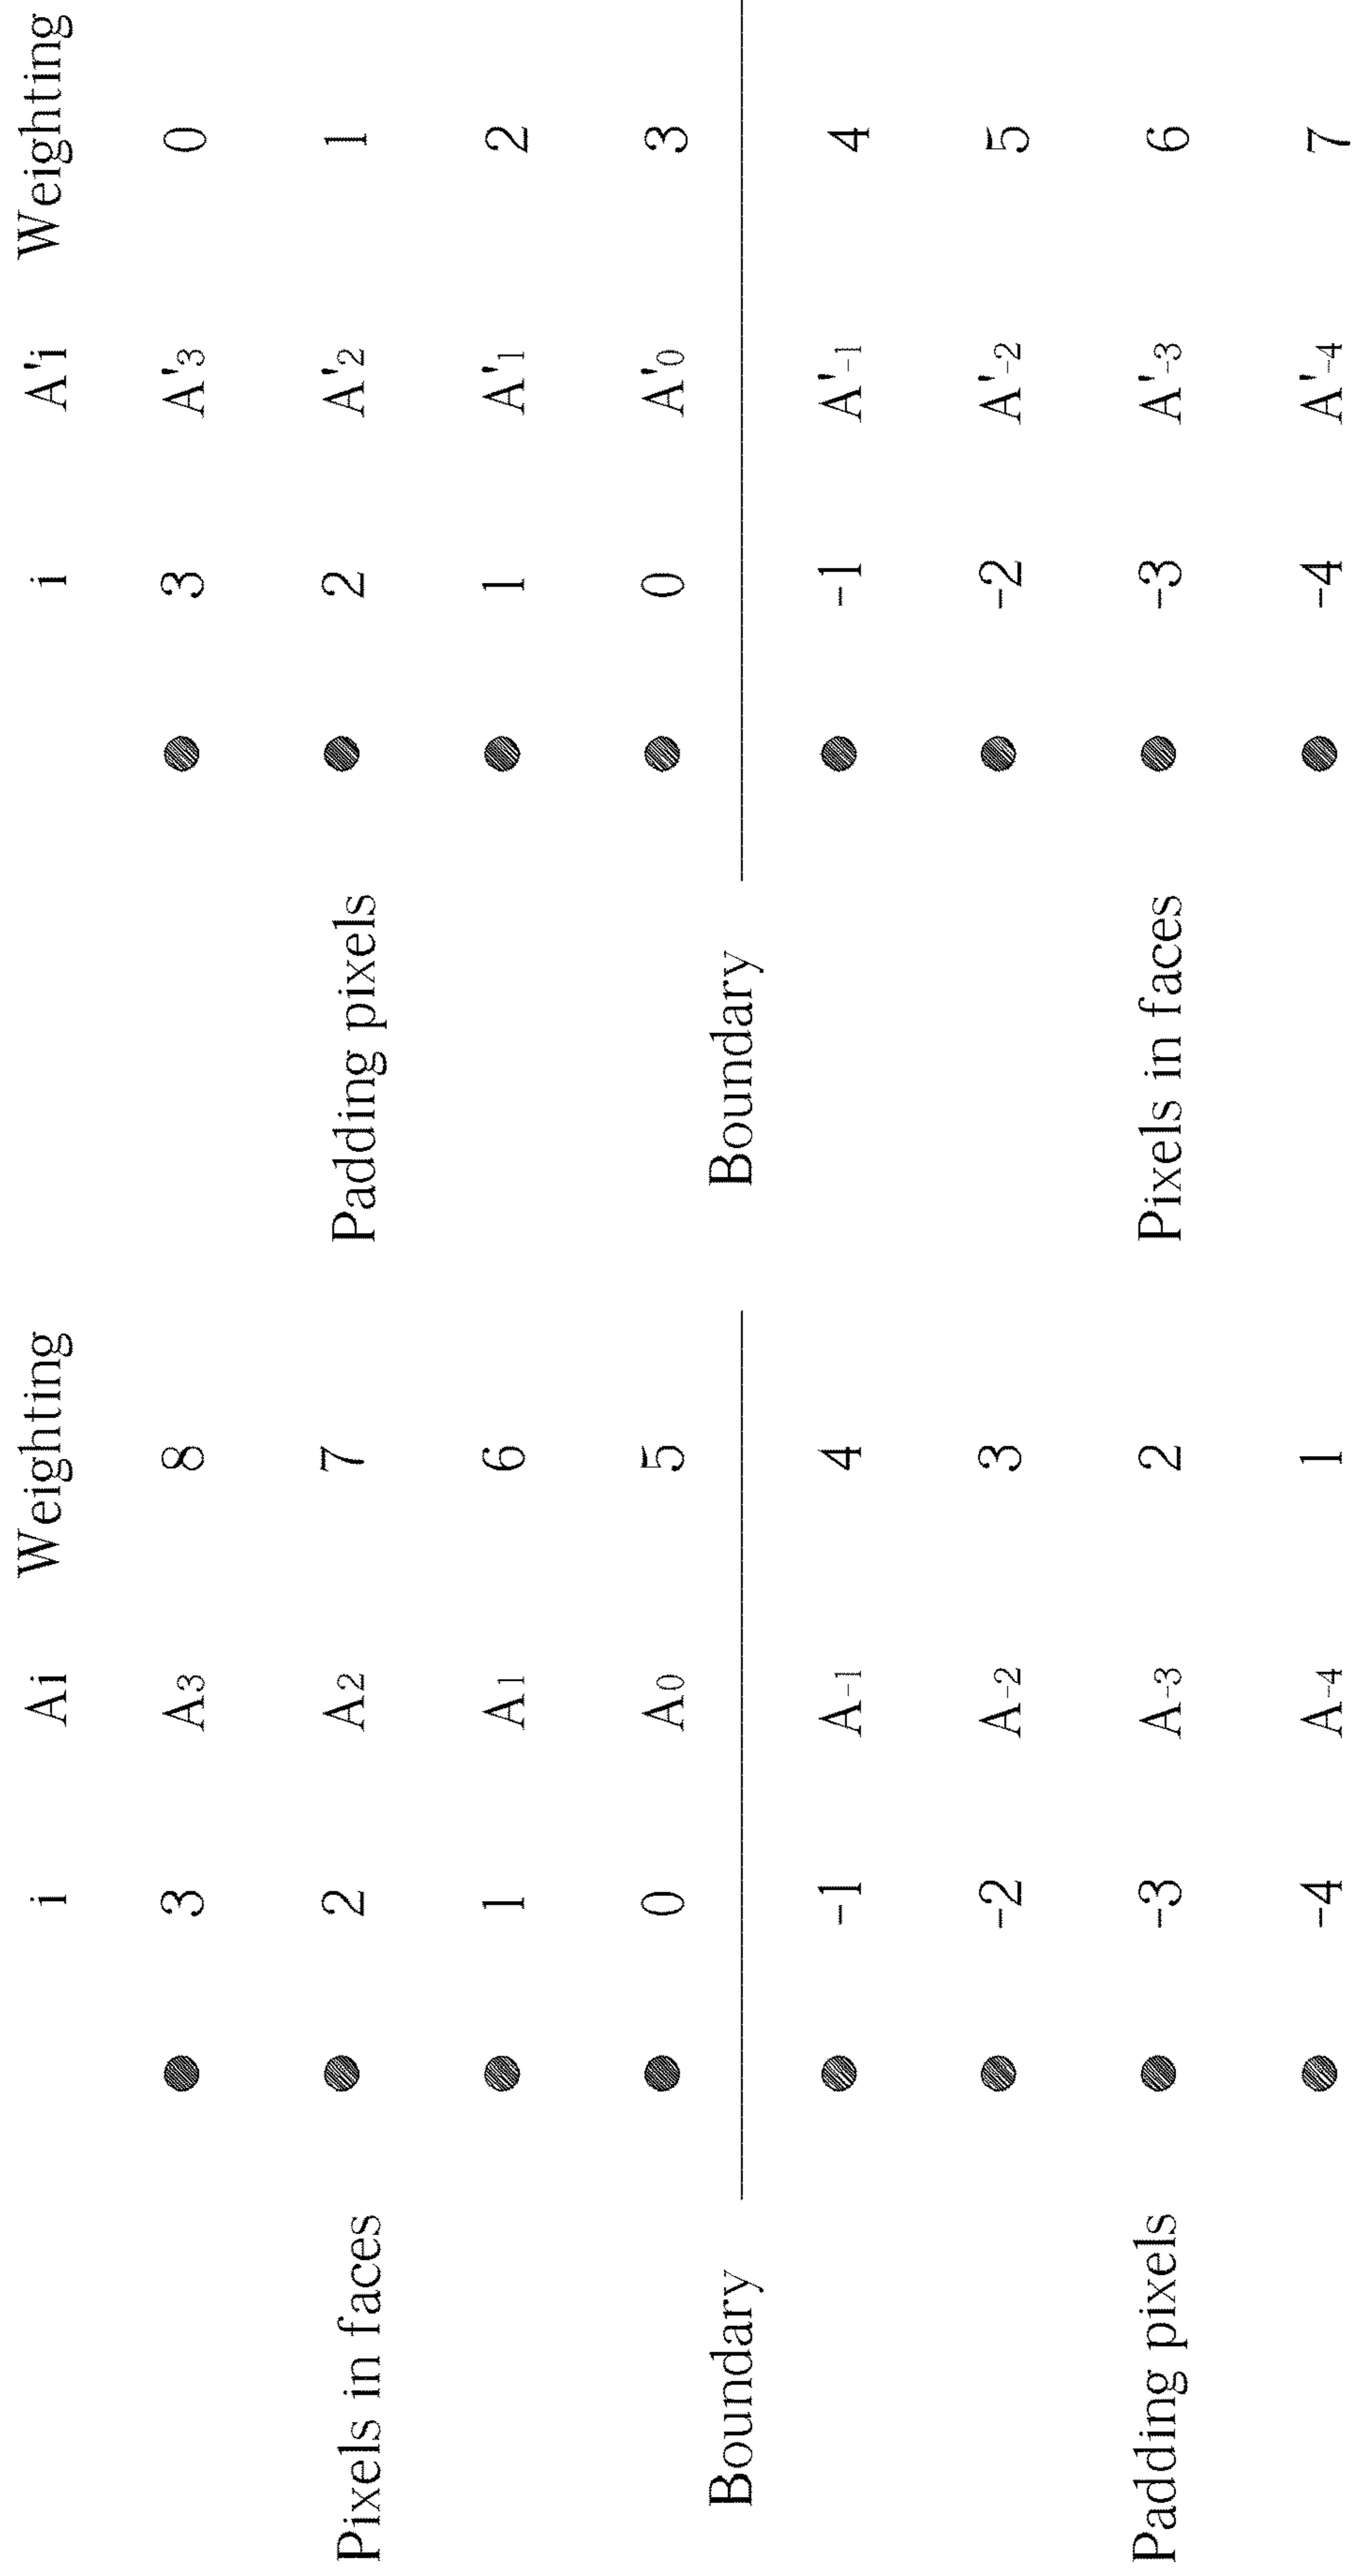 i Ai Weighting i A'i Weighting
3 A3 8 3 A'3 0
Pixels in faces 2 A2 7 Padding pixels 2 A'2 1
1 A1 6 1 A'1 2
0 A0 5 0 A'0 3
Boundary Boundary
-1 A-1 4 -1 A'-1 4
-2 A-2 3 -2 A'-2 5
Padding pixels -3 A-3 2 Pixels in faces -3 A'-3 6
-4 A-4 1 -4 A'-4 7